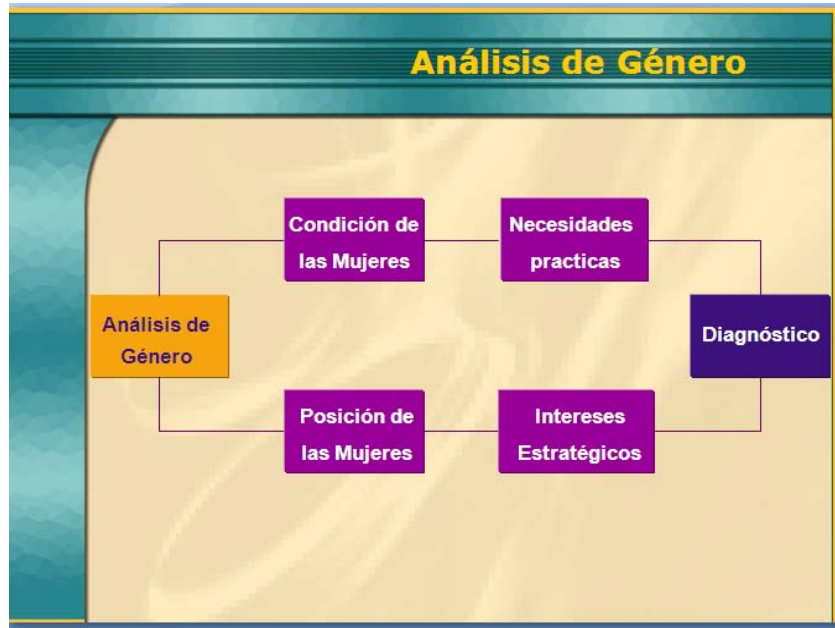 Análisis de Género
Condición de
las Mujeres
Necesidades
practicas
Análisis de
Género
Diagnóstico
Posición de
las Mujeres
Intereses
Estratégicos